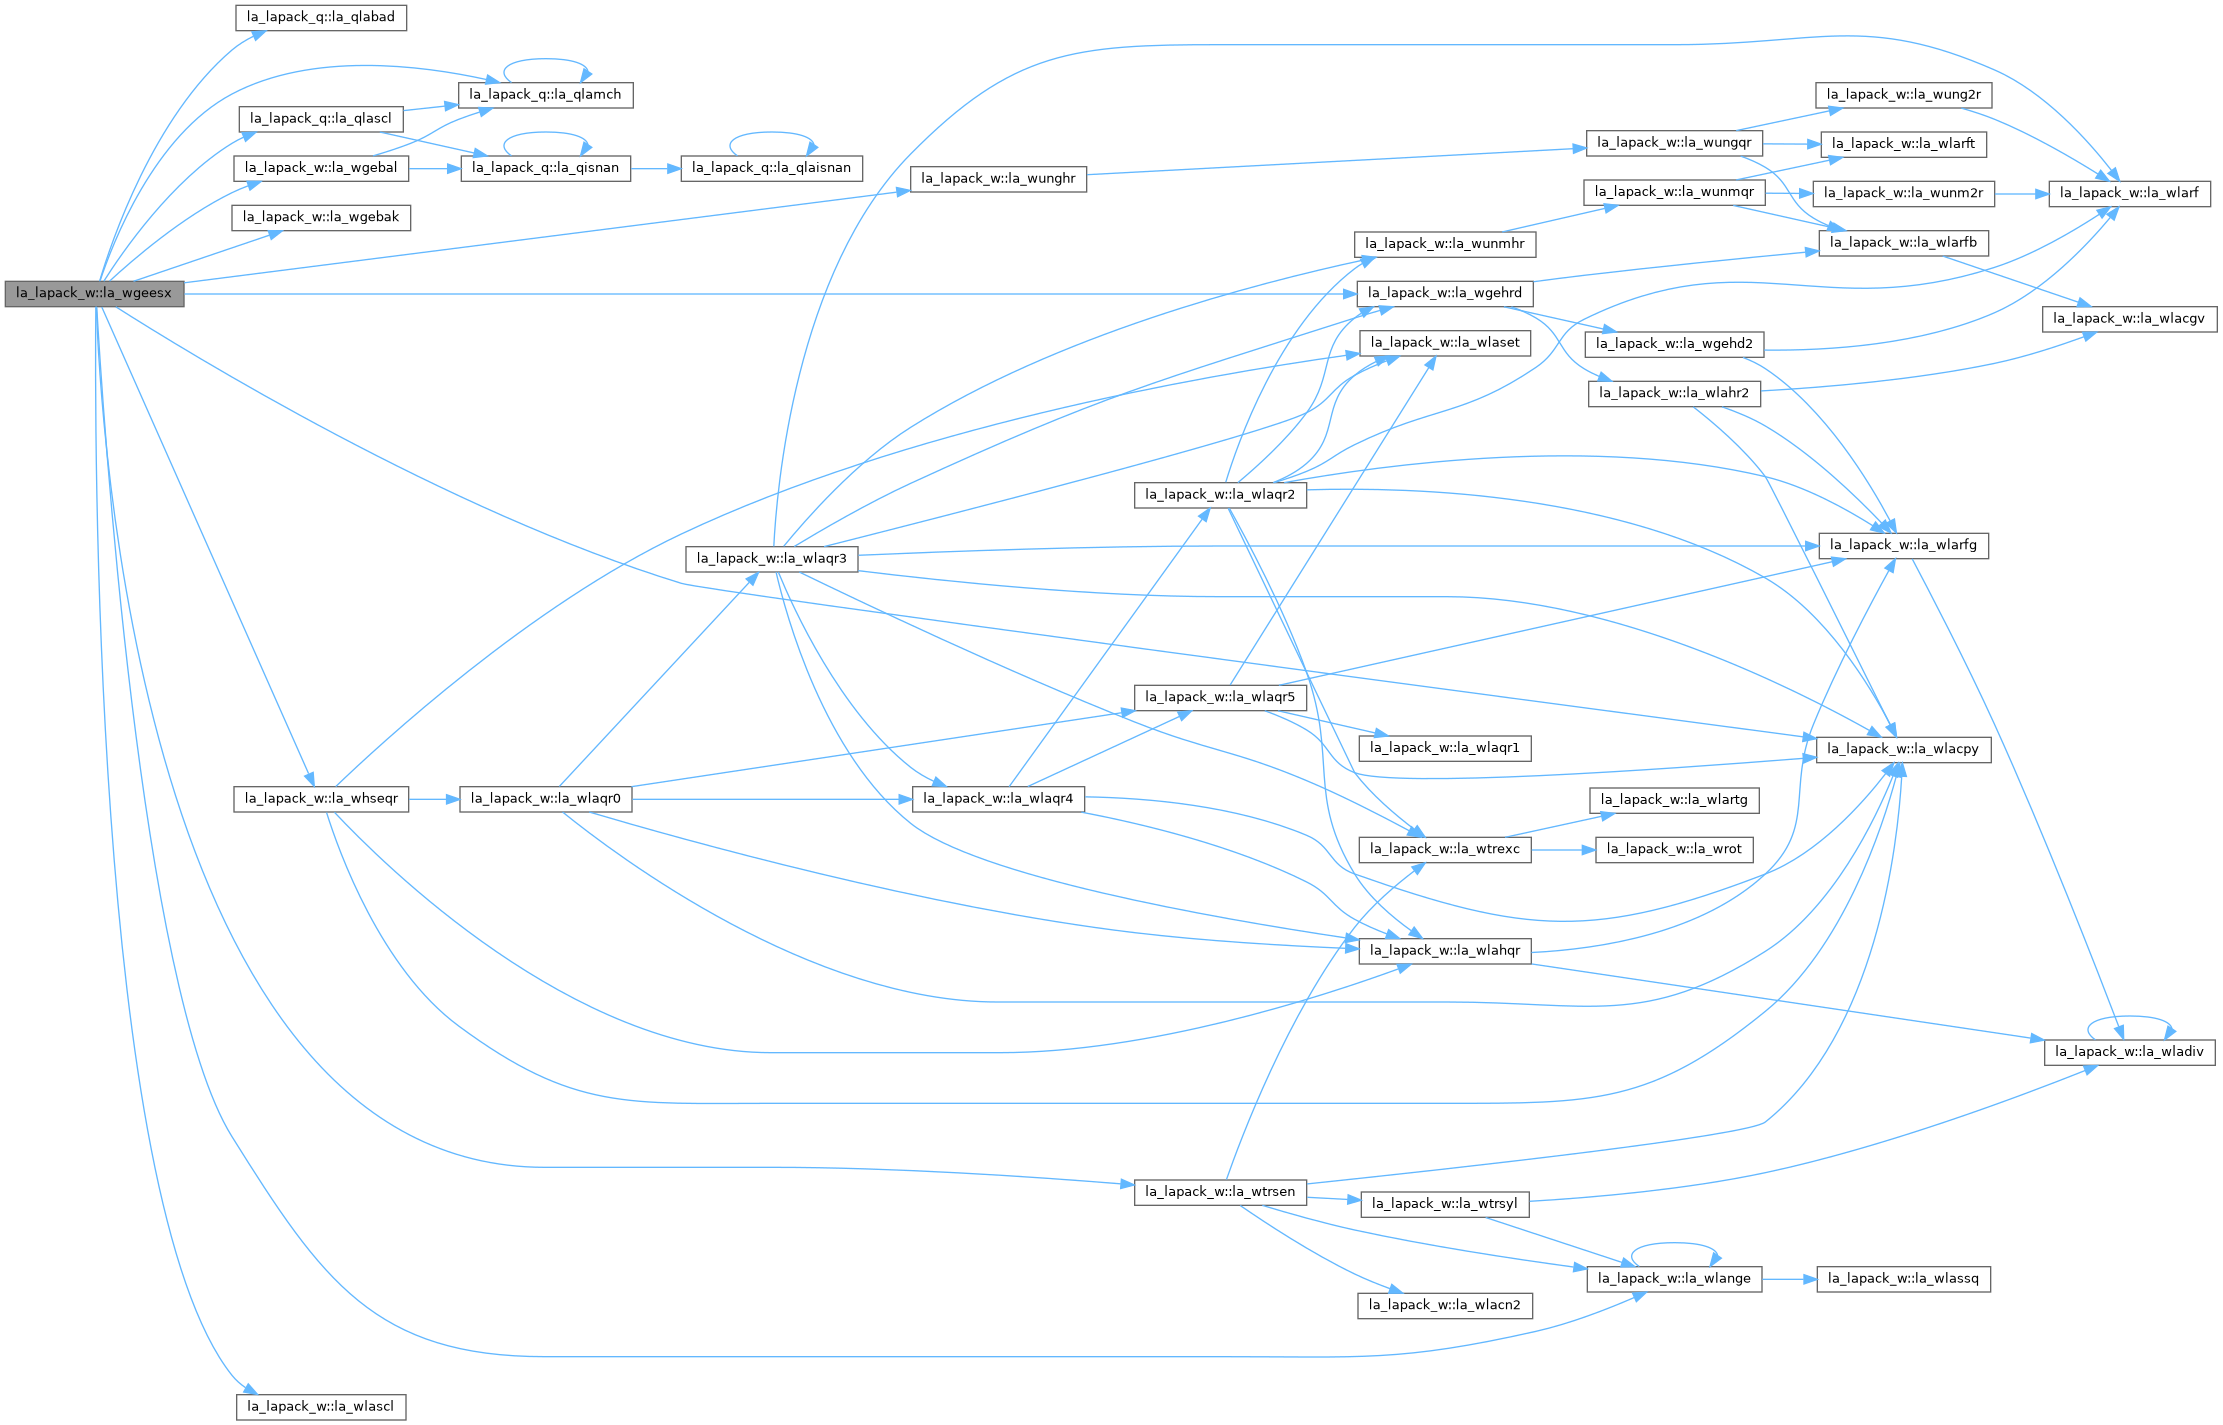 la_lapack_q::la_qlabad
la_lapack_q::la_qlamch
la_lapack_q::la_qlascl
la_lapack_w::la_wgebal
la_lapack_q::la_qisnan
la_lapack_q::la_qlaisnan
la_lapack_w::la_wgebak
la_lapack_w::la_wunghr
la_lapack_w::la_wungqr
la_lapack_w::la_wung2r
la_lapack_w::la_wlarft
la_lapack_w::la_wunmqr
la_lapack_w::la_wunm2r
la_lapack_w::la_wlarf
la_lapack_w::la_wunmhr
la_lapack_w::la_wlarfb
la_lapack_w::la_wgeesx
la_lapack_w::la_wgehrd
la_lapack_w::la_wlacgv
la_lapack_w::la_wlaset
la_lapack_w::la_wgehd2
la_lapack_w::la_wlahr2
la_lapack_w::la_wlaqr2
la_lapack_w::la_wlaqr3
la_lapack_w::la_wlarfg
la_lapack_w::la_wlaqr5
la_lapack_w::la_wlaqr1
la_lapack_w::la_wlacpy
la_lapack_w::la_whseqr
la_lapack_w::la_wlaqr0
la_lapack_w::la_wlaqr4
la_lapack_w::la_wlartg
la_lapack_w::la_wtrexc
la_lapack_w::la_wrot
la_lapack_w::la_wlahqr
la_lapack_w::la_wladiv
la_lapack_w::la_wtrsen
la_lapack_w::la_wtrsyl
la_lapack_w::la_wlange
la_lapack_w::la_wlassq
la_lapack_w::la_wlacn2
la_lapack_w::la_wlascl